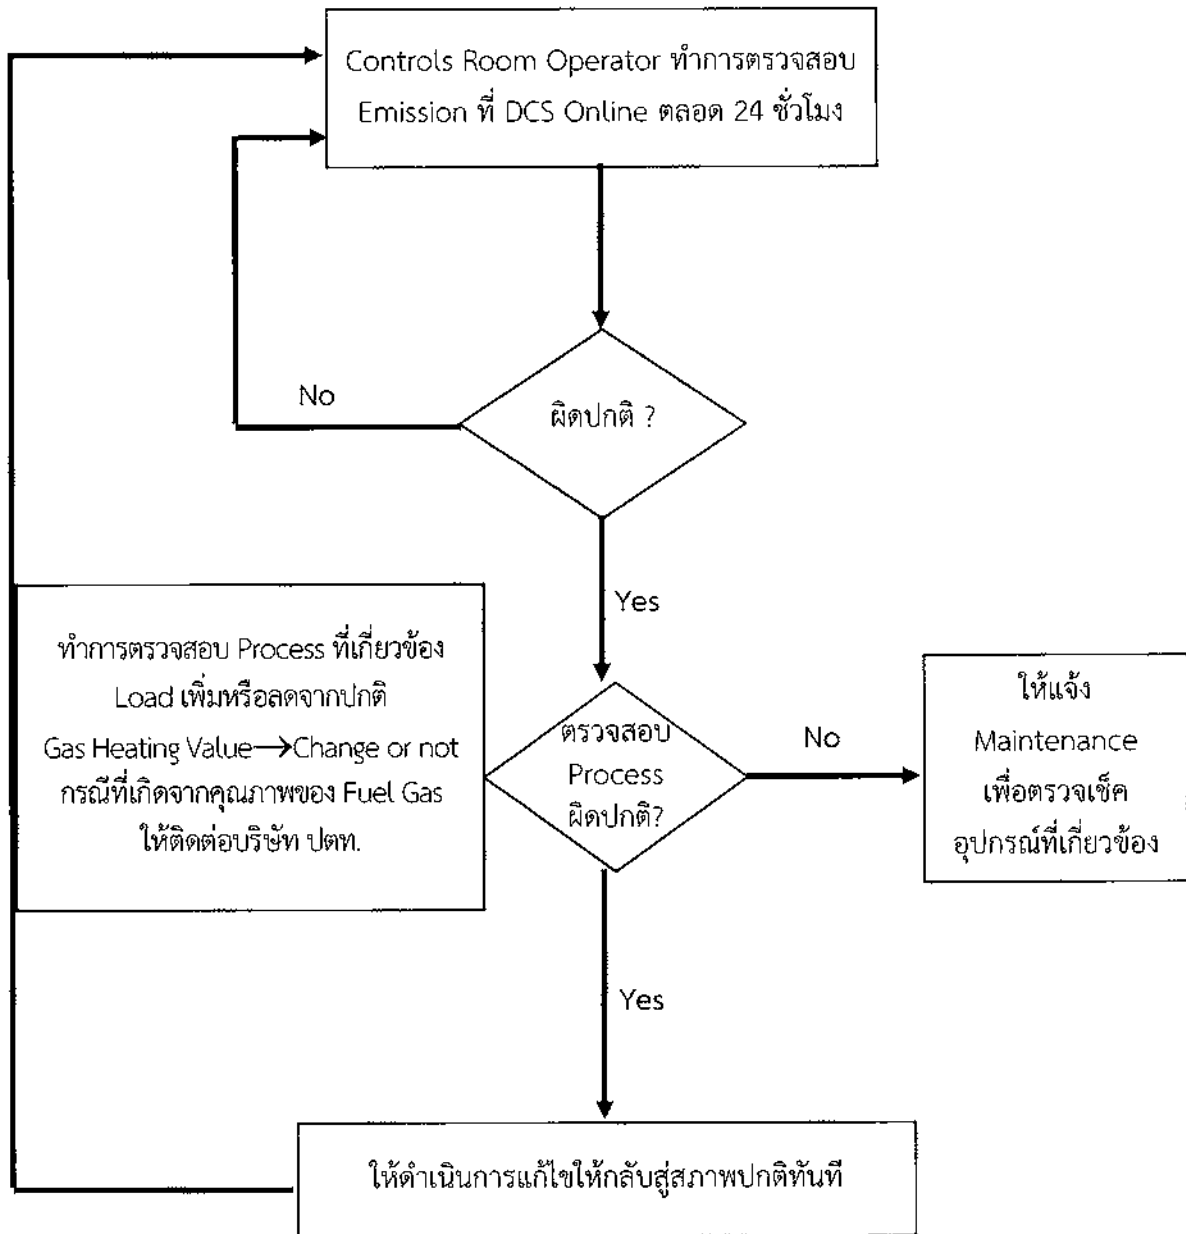 Controls Room Operator ทำการตรวจสอบ
Emission ที่ DCS Online ตลอด 24 ชั่วโมง
No
ผิดปกติ ?
Yes
ทำการตรวจสอบ Process ที่เกี่ยวข้อง
Load เพิ่มหรือลดจากปกติ
Gas Heating Value→Change or not
กรณีที่เกิดจากคุณภาพของ Fuel Gas
ให้ติดต่อบริษัท ปตท.
ตรวจสอบ
Process
ผิดปกติ?
No
ให้แจ้ง
Maintenance
เพื่อตรวจเช็ค
อุปกรณ์ที่เกี่ยวข้อง
Yes
ให้ดำเนินการแก้ไขให้กลับสู่สภาพปกติทันที